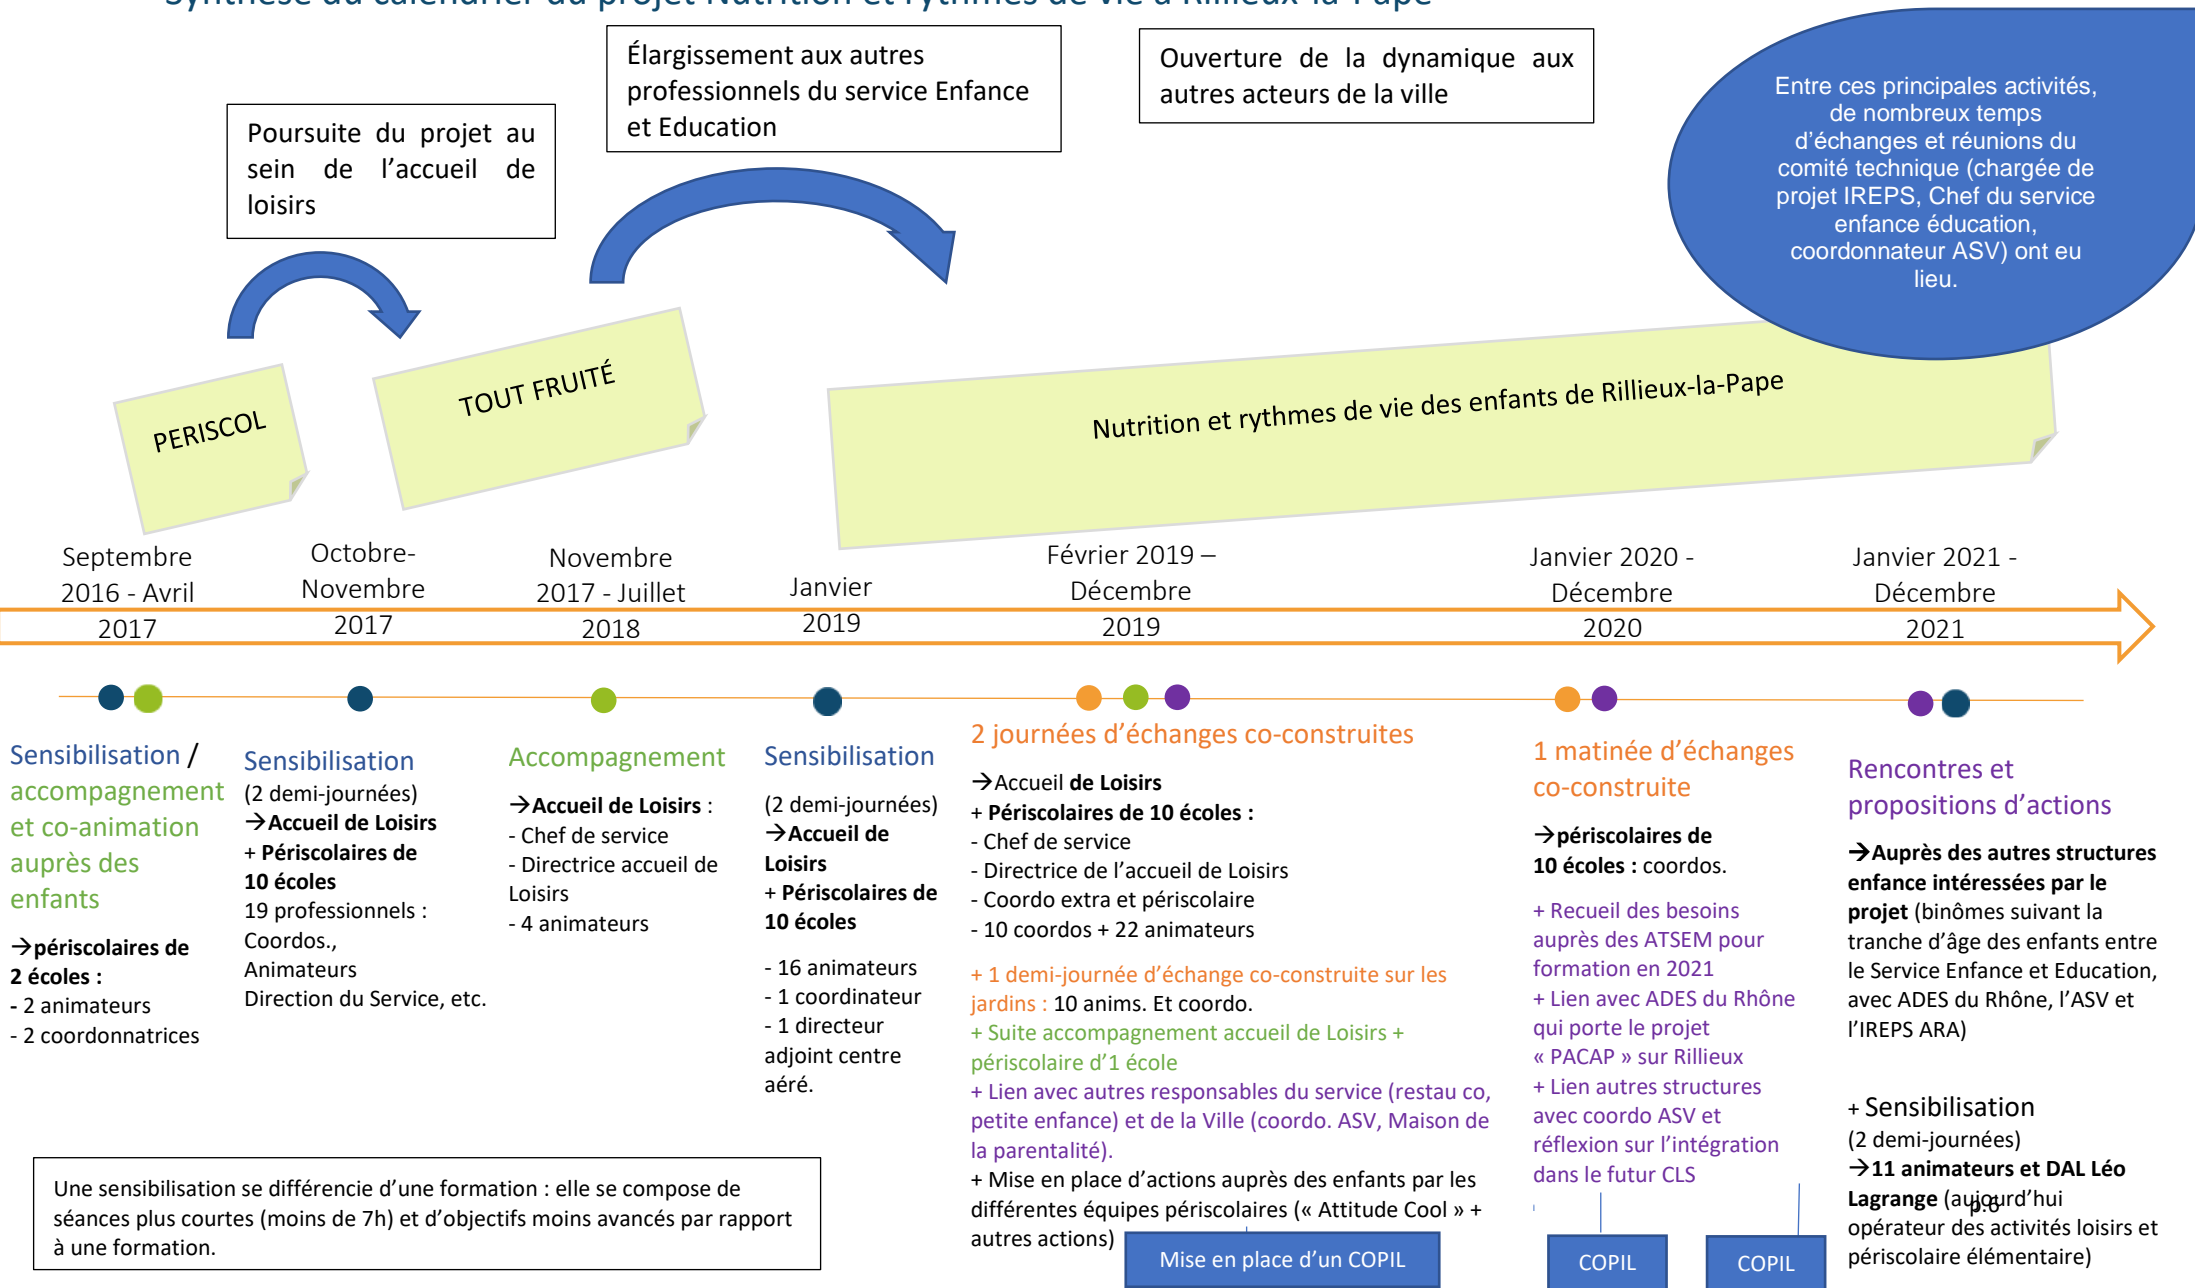 Synthèse du calendrier du projet Nutrition et rythmes de vie à Rillieux-la-Pape
Poursuite du projet au
sein de l'accueil de
loisirs
Élargissement aux autres
professionnels du service Enfance
et Education
Ouverture de la dynamique aux
autres acteurs de la ville
Entre ces principales activités,
de nombreux temps
d'échanges et réunions du
comité technique (chargée de
projet IREPS, Chef du service
enfance éducation,
coordonnateur ASV) ont eu
lieu.
PERISCOL
TOUT FRUITÉ
Nutrition et rythmes de vie des enfants de Rillieux-la-Pape
Septembre
2016 - Avril
2017
Octobre-
Novembre
2017
Novembre
2017 - Juillet
2018
Janvier
2019
Février 2019 –
Décembre
2019
Janvier 2020 -
Décembre
2020
Janvier 2021 -
Décembre
2021
Sensibilisation /
accompagnement
et co-animation
auprès des
enfants
→périscolaires de
2 écoles :
- 2 animateurs
- 2 coordonnatrices
Sensibilisation
(2 demi-journées)
→Accueil de Loisirs
+ Périscolaires de
10 écoles
19 professionnels :
Coordos.,
Animateurs
Direction du Service, etc.
Accompagnement
→Accueil de Loisirs :
- Chef de service
- Directrice accueil de
Loisirs
- 4 animateurs
Sensibilisation
(2 demi-journées)
→Accueil de
Loisirs
+ Périscolaires de
10 écoles
- 16 animateurs
- 1 coordinateur
- 1 directeur
adjoint centre
aéré.
2 journées d'échanges co-construites
→Accueil de Loisirs
+ Périscolaires de 10 écoles :
- Chef de service
- Directrice de l'accueil de Loisirs
- Coordo extra et périscolaire
- 10 coordos + 22 animateurs
+ 1 demi-journée d'échange co-construite sur les
jardins : 10 anims. Et coordo.
+ Suite accompagnement accueil de Loisirs +
périscolaire d'1 école
+ Lien avec autres responsables du service (restau co,
petite enfance) et de la Ville (coordo. ASV, Maison de
la parentalité).
+ Mise en place d'actions auprès des enfants par les
différentes équipes périscolaires (« Attitude Cool » +
autres actions)
Mise en place d'un COPIL
1 matinée d'échanges
co-construite
→périscolaires de
10 écoles : coordos.
+ Recueil des besoins
auprès des ATSEM pour
formation en 2021
+ Lien avec ADES du Rhône
qui porte le projet
« PACAP » sur Rillieux
+ Lien autres structures
avec coordo ASV et
réflexion sur l'intégration
dans le futur CLS
COPIL
COPIL
Rencontres et
propositions d'actions
→Auprès des autres structures
enfance intéressées par le
projet (binômes suivant la
tranche d'âge des enfants entre
le Service Enfance et Education,
avec ADES du Rhône, l'ASV et
l'IREPS ARA)
+ Sensibilisation
(2 demi-journées)
→11 animateurs et DAL Léo
Lagrange (aujourd'hui
opérateur des activités loisirs et
périscolaire élémentaire)
p.6
Une sensibilisation se différencie d'une formation : elle se compose de
séances plus courtes (moins de 7h) et d'objectifs moins avancés par rapport
à une formation.